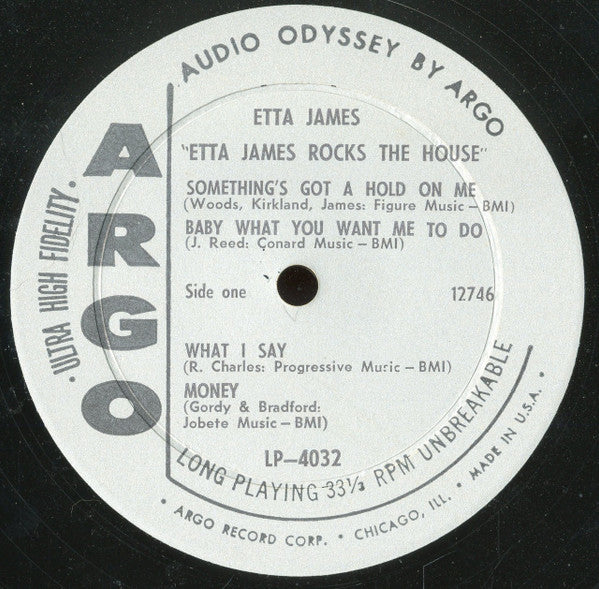 AUDIO ODYSSEY BY ARGO
· ULTRA HIGH FIDELITY ·
ARGO
ETTA JAMES
"ETTA JAMES ROCKS THE HOUSE"
SOMETHING'S GOT A HOLD ON ME
(Woods, Kirkland, James: Figure Music – BMI)
BABY WHAT YOU WANT ME TO DO
(J. Reed: Conard Music – BMI)
Side one 12746
WHAT I SAY
(R. Charles: Progressive Music – BMI)
MONEY
(Gordy & Bradford:
Jobete Music – BMI)
LP–4032
LONG PLAYING 33⅓ RPM UNBREAKABLE
· ARGO RECORD CORP. · CHICAGO, ILL. · MADE IN U.S.A. ·